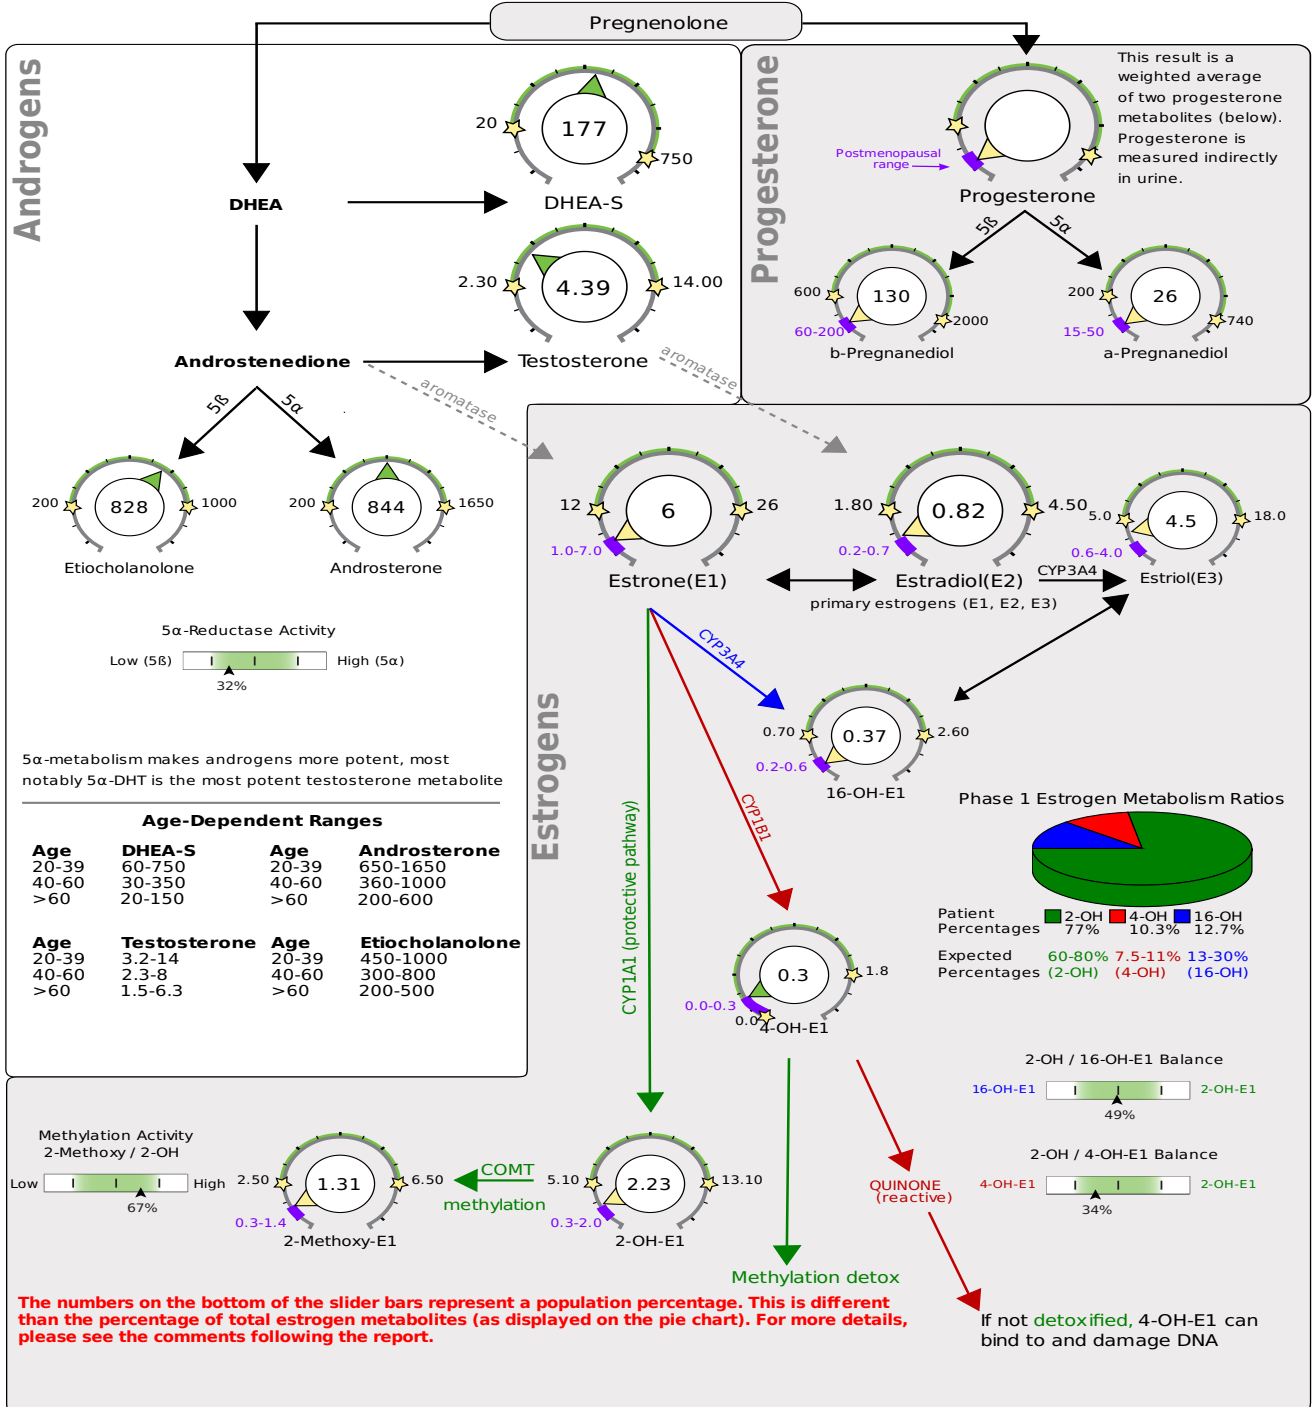 Pregnenolone
Androgens
20
177
750
DHEA-S
DHEA
2.30
4.39
14.00
Testosterone
Androstenedione
aromatase
aromatase
5ß
5α
200
828
1000
Etiocholanolone
200
844
1650
Androsterone
5α-Reductase Activity
Low (5ß)
High (5α)
32%
5α-metabolism makes androgens more potent, most
notably 5α-DHT is the most potent testosterone metabolite
Age-Dependent Ranges
Age DHEA-S Age Androsterone
20-39 60-750 20-39 650-1650
40-60 30-350 40-60 360-1000
>60 20-150 >60 200-600
Age Testosterone Age Etiocholanolone
20-39 3.2-14 20-39 450-1000
40-60 2.3-8 40-60 300-800
>60 1.5-6.3 >60 200-500
Progesterone
This result is a
weighted average
of two progesterone
metabolites (below).
Progesterone is
measured indirectly
in urine.
Postmenopausal
range
Progesterone
5ß
5α
600
130
2000
60-200
b-Pregnanediol
200
26
740
15-50
a-Pregnanediol
Estrogens
12
6
26
1.0-7.0
Estrone(E1)
1.80
0.82
4.50
0.2-0.7
Estradiol(E2)
5.0
4.5
18.0
0.6-4.0
Estriol(E3)
CYP3A4
primary estrogens (E1, E2, E3)
CYP3A4
0.70
0.37
2.60
0.2-0.6
16-OH-E1
CYP1B1
CYP1A1 (protective pathway)
Phase 1 Estrogen Metabolism Ratios
Patient
Percentages
2-OH 4-OH 16-OH
77% 10.3% 12.7%
Expected
Percentages
60-80% 7.5-11% 13-30%
(2-OH) (4-OH) (16-OH)
0.3
1.8
0.0-0.3
0.0
4-OH-E1
2-OH / 16-OH-E1 Balance
16-OH-E1
2-OH-E1
49%
2-OH / 4-OH-E1 Balance
4-OH-E1
2-OH-E1
34%
Methylation Activity
2-Methoxy / 2-OH
Low
High
67%
2.50
1.31
6.50
0.3-1.4
2-Methoxy-E1
COMT
methylation
5.10
2.23
13.10
0.3-2.0
2-OH-E1
QUINONE
(reactive)
Methylation detox
If not detoxified, 4-OH-E1 can
bind to and damage DNA
The numbers on the bottom of the slider bars represent a population percentage. This is different
than the percentage of total estrogen metabolites (as displayed on the pie chart). For more details,
please see the comments following the report.